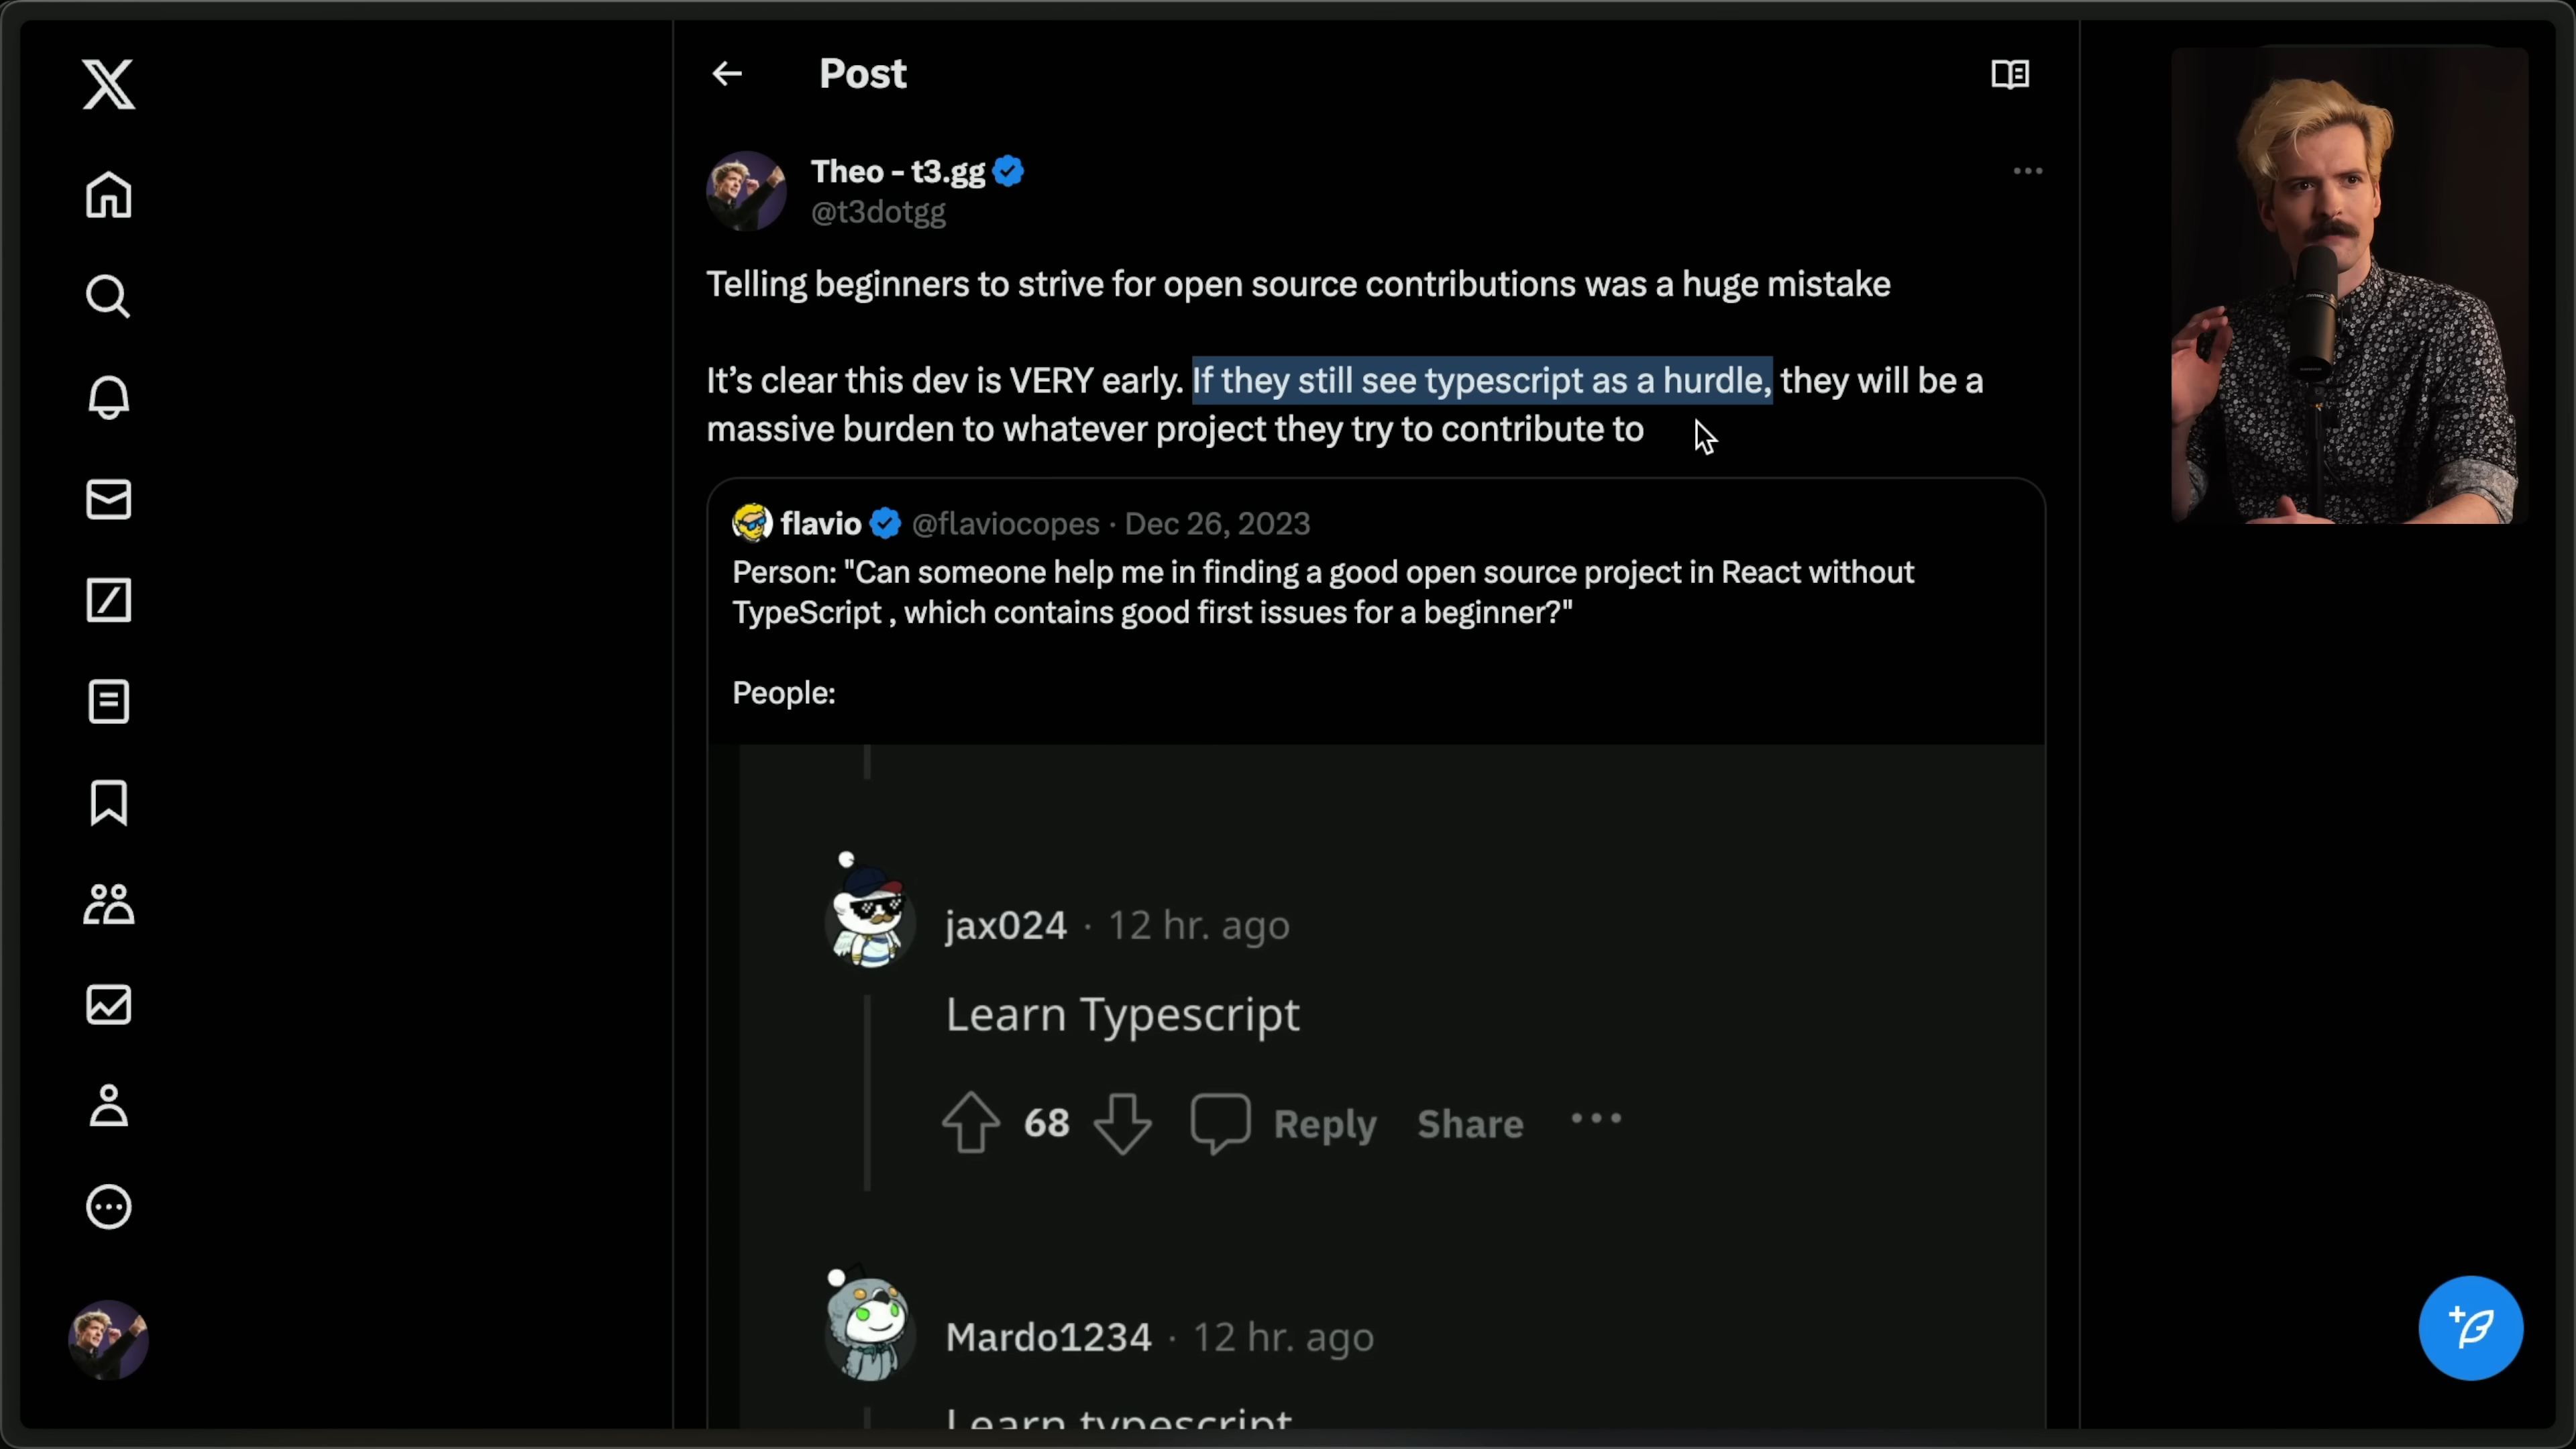 Post
Theo - t3.gg
@t3dotgg
Telling beginners to strive for open source contributions was a huge mistake
It’s clear this dev is VERY early. If they still see typescript as a hurdle, they will be a
massive burden to whatever project they try to contribute to
flavio @flaviocopes · Dec 26, 2023
Person: "Can someone help me in finding a good open source project in React without
TypeScript , which contains good first issues for a beginner?"
People:
jax024 · 12 hr. ago
Learn Typescript
68 Reply Share
Mardo1234 · 12 hr. ago
Learn typescript